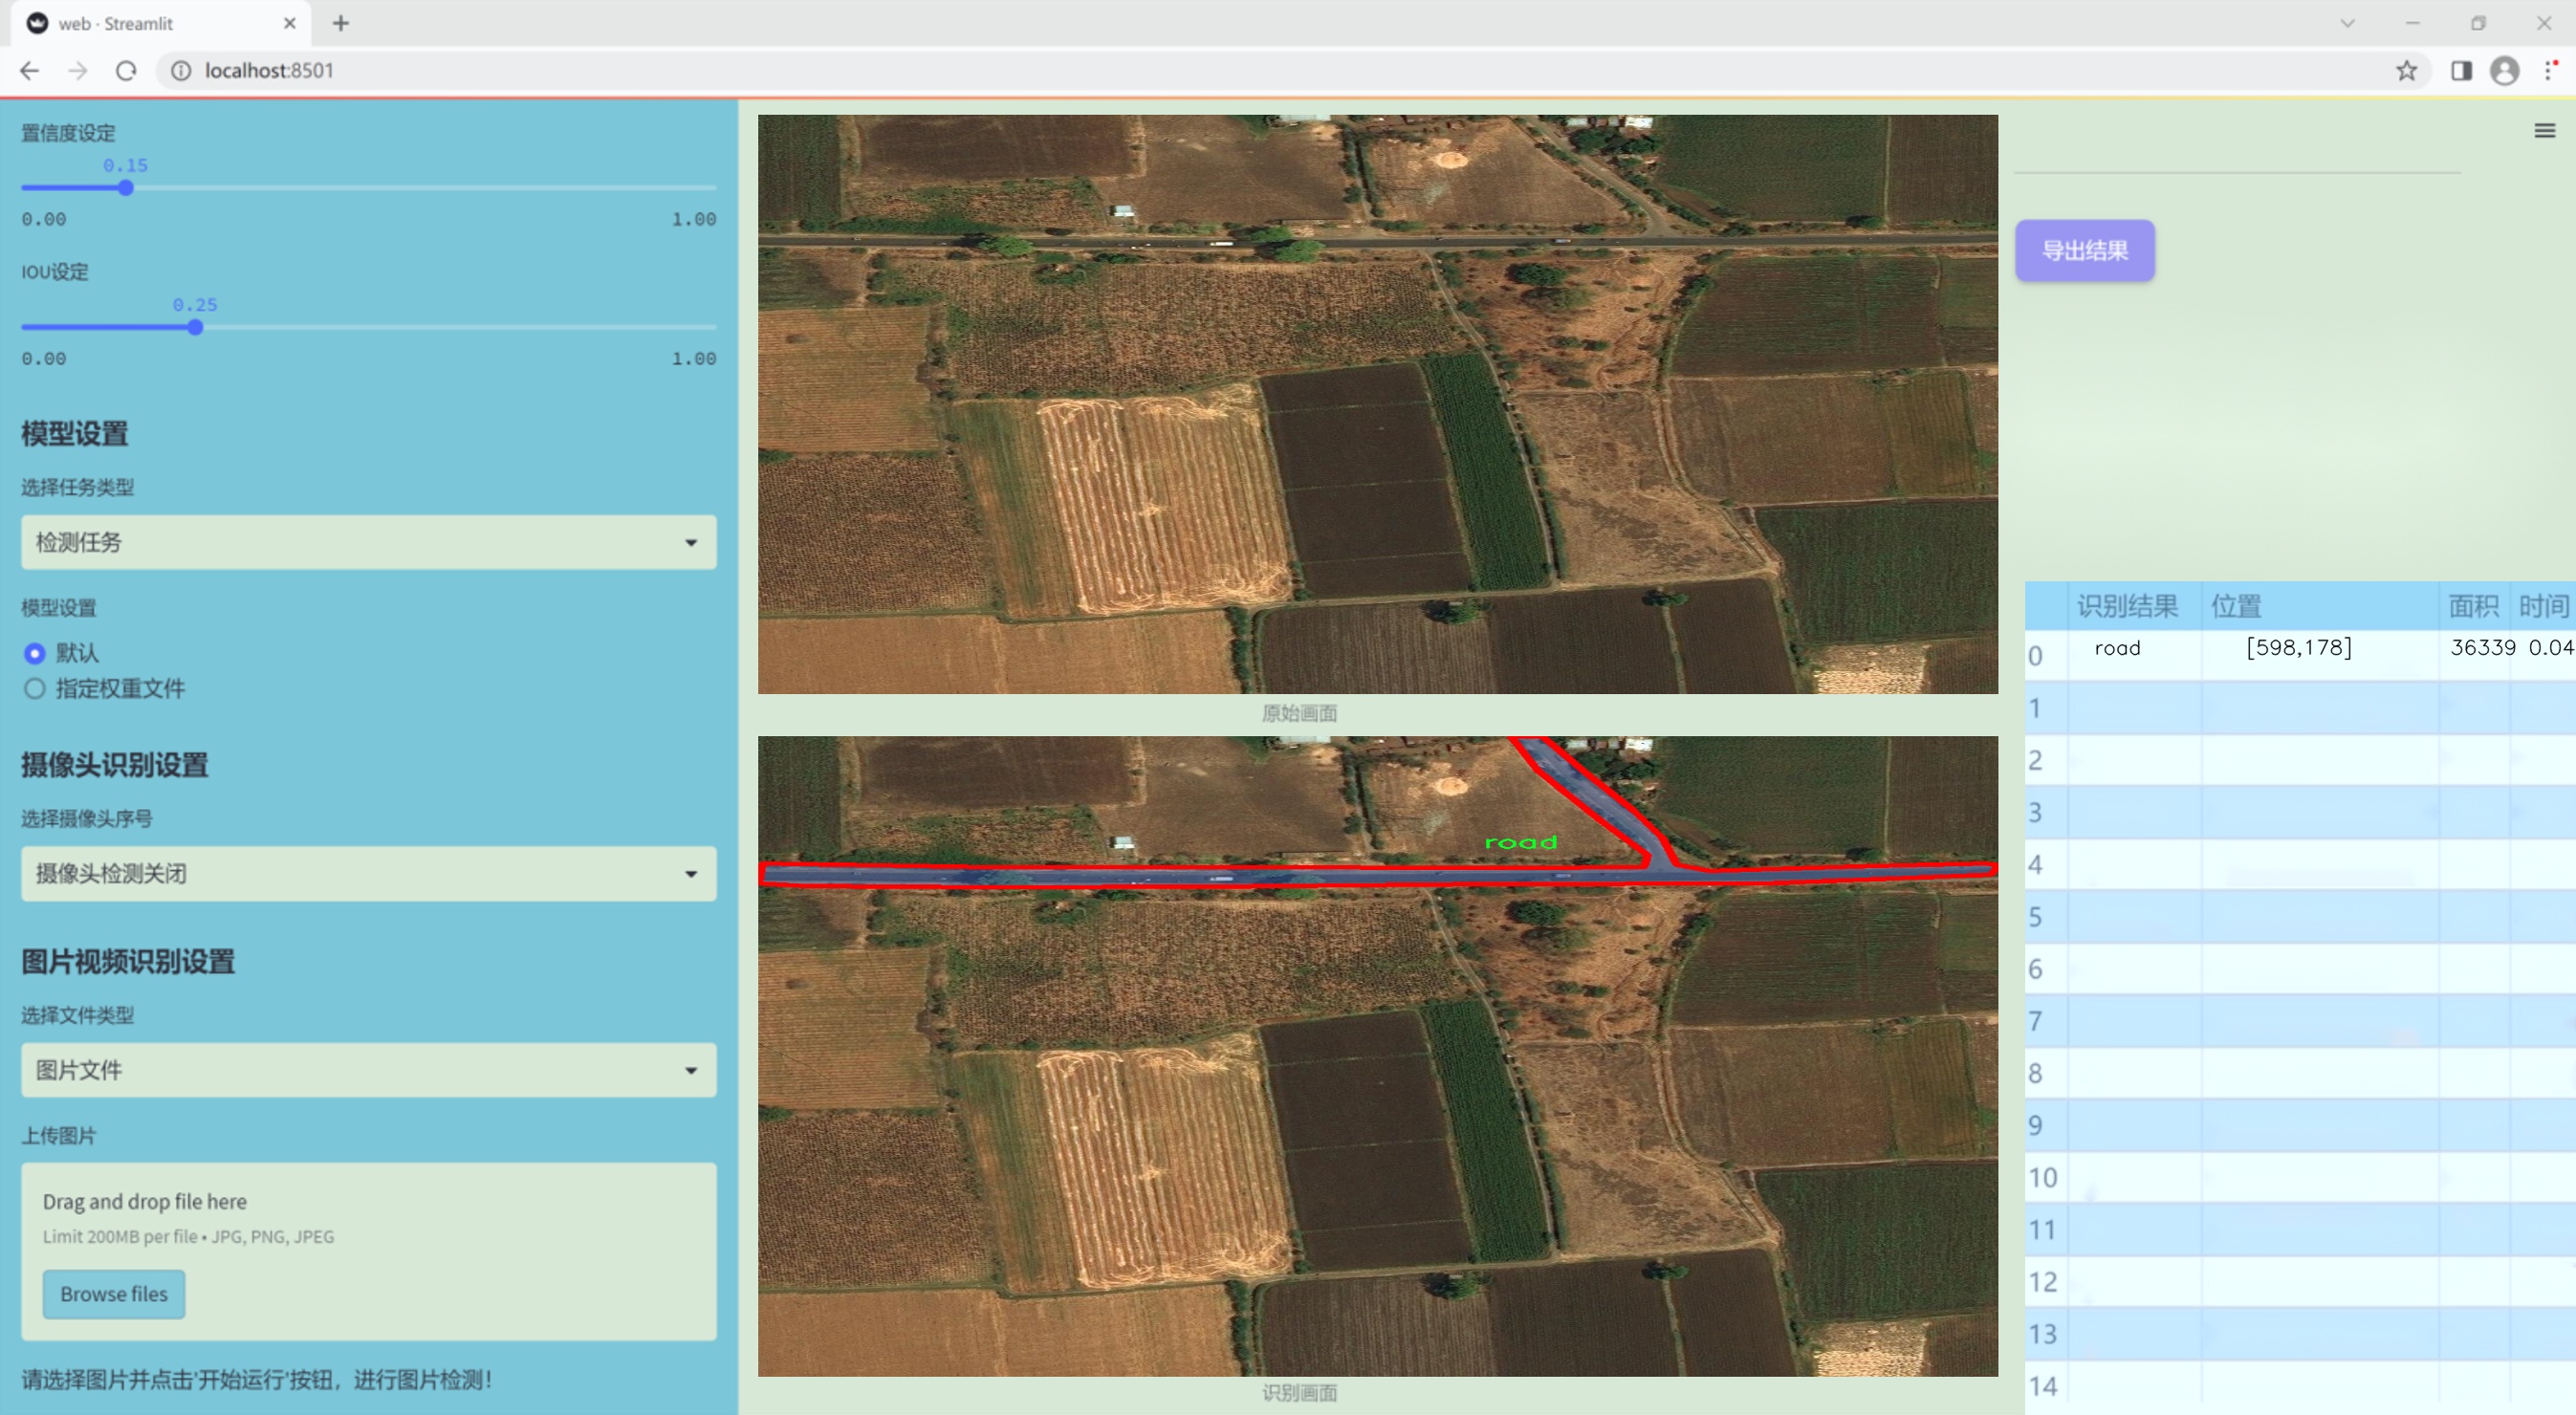 web · Streamlit
localhost:8501
置信度设定
0.15
0.00 1.00
IOU设定
0.25
0.00 1.00
模型设置
选择任务类型
检测任务
模型设置
默认
指定权重文件
摄像头识别设置
选择摄像头序号
摄像头检测关闭
图片视频识别设置
选择文件类型
图片文件
上传图片
Drag and drop file here
Limit 200MB per file • JPG, PNG, JPEG
Browse files
请选择图片并点击'开始运行'按钮，进行图片检测！
原始画面
road
识别画面
导出结果
识别结果 位置 面积 时间
0 road [598,178] 36339 0.04
1
2
3
4
5
6
7
8
9
10
11
12
13
14